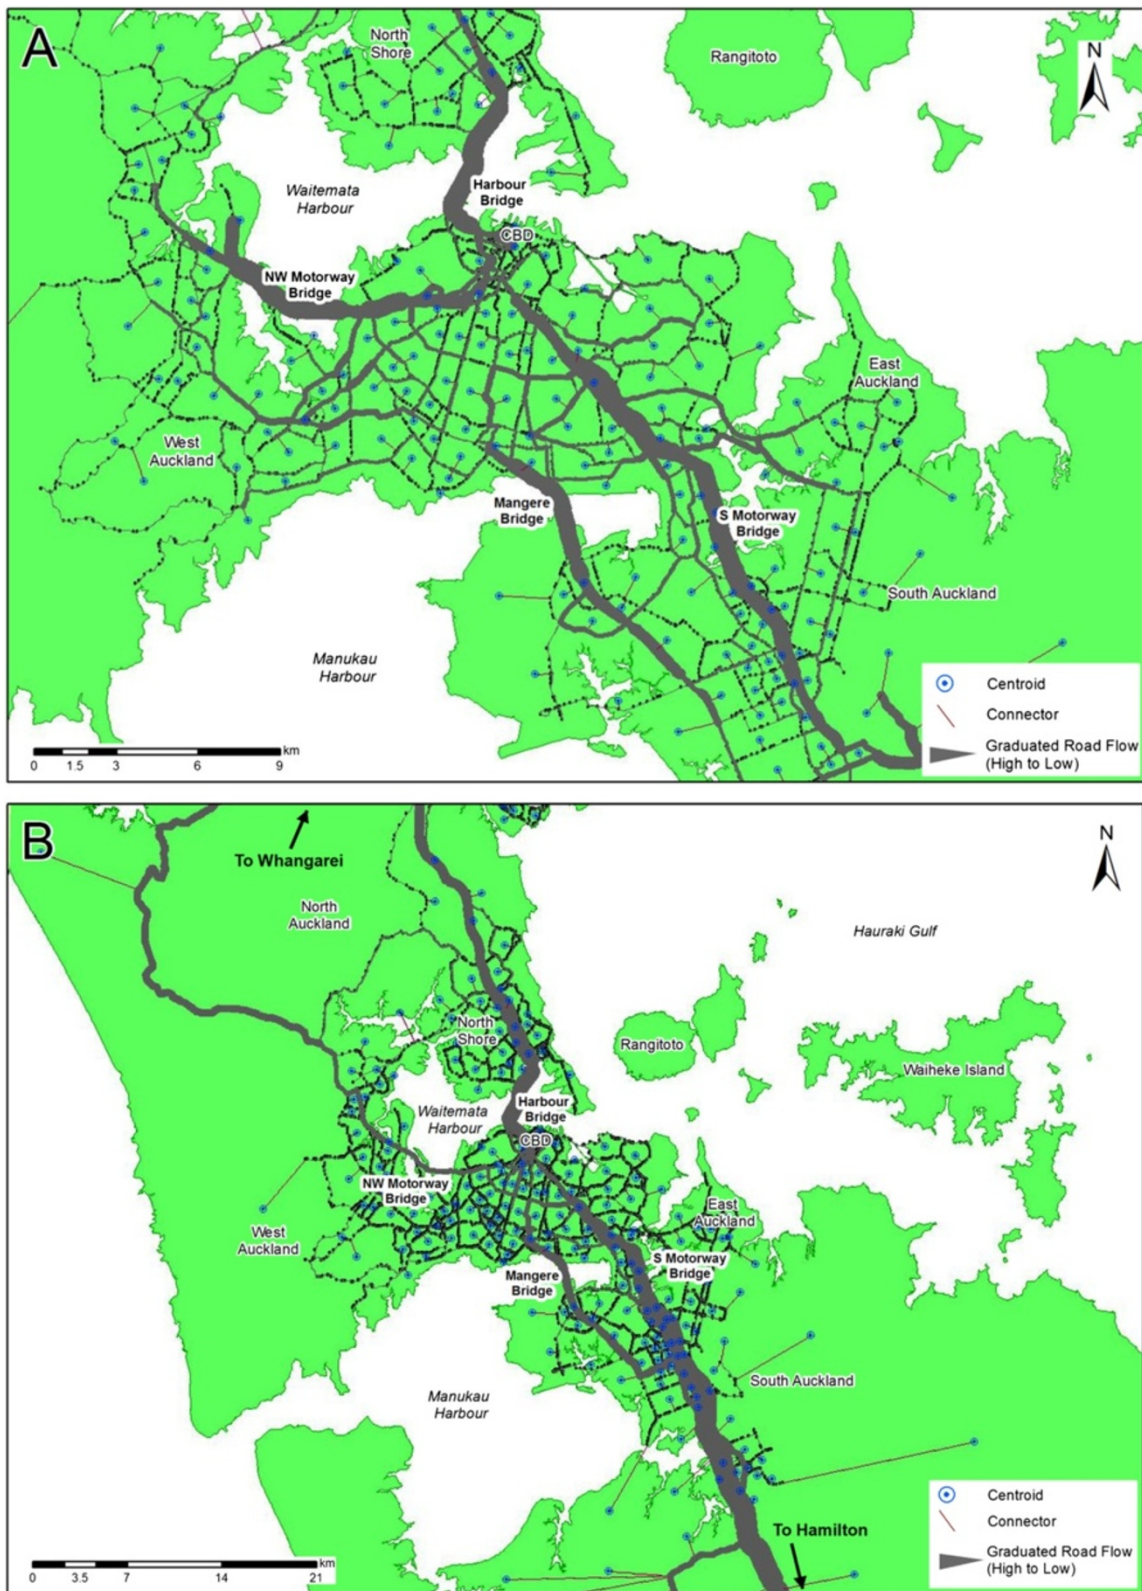 A
North
Shore
Rangitoto
N
Waitemata
Harbour
Harbour
Bridge
CBD
NW Motorway
Bridge
East
Auckland
West
Auckland
Mangere
Bridge
S Motorway
Bridge
South Auckland
Manukau
Harbour
Centroid
Connector
Graduated Road Flow
(High to Low)
km
0 1.5 3 6 9
B
To Whangarei
N
North
Auckland
Hauraki Gulf
North
Shore
Rangitoto
Waiheke Island
Waitemata
Harbour
Harbour
Bridge
CBD
NW Motorway
Bridge
East
Auckland
West
Auckland
S Motorway
Bridge
Mangere
Bridge
South Auckland
Manukau
Harbour
Centroid
Connector
Graduated Road Flow
(High to Low)
To Hamilton
km
0 3.5 7 14 21